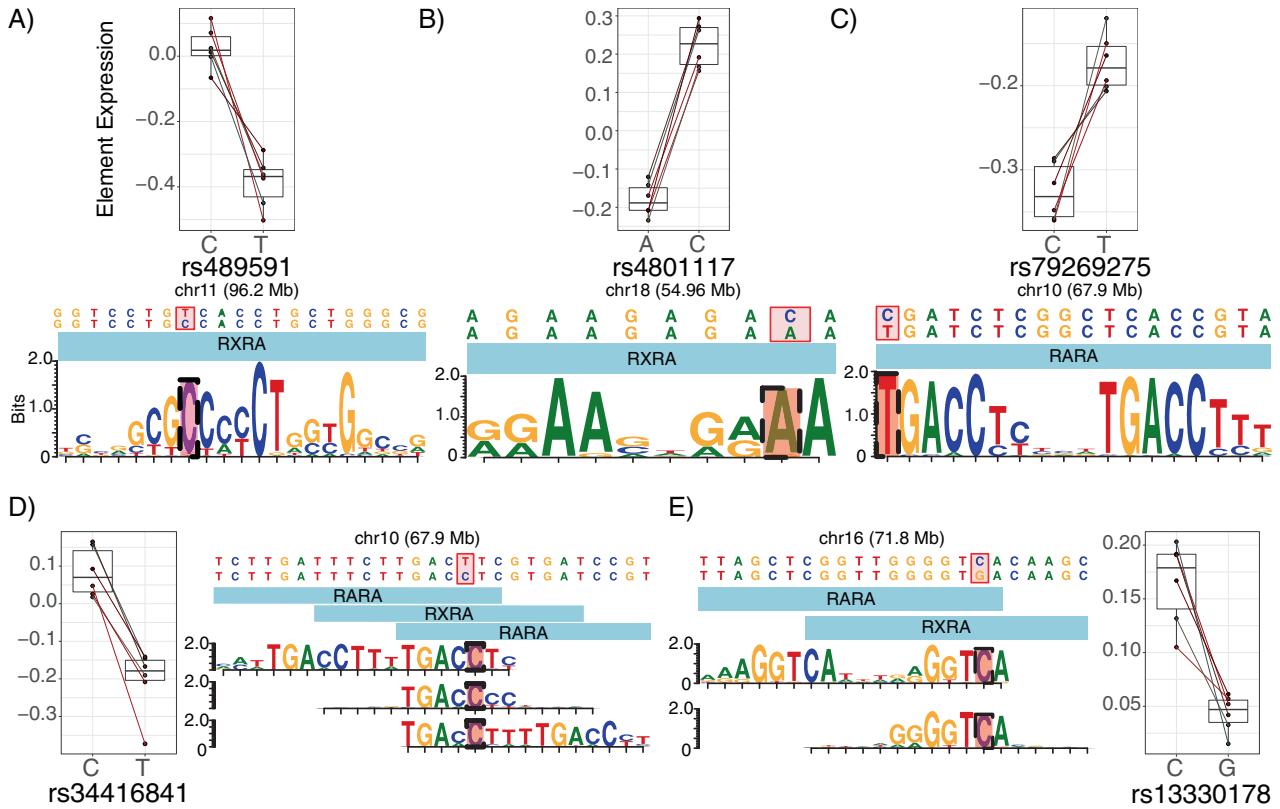 A)
B)
C)
Element Expression
0.0
−0.2
−0.4
C T
rs489591
chr11 (96.2 Mb)
G G T C C T G T C A C C T G C T G G G C G
G G T C C T G C C A C C T G C T G G G C G
RXRA
Bits
2.0
1.0
0
0.3
0.2
0.1
0.0
−0.1
−0.2
A C
rs4801117
chr18 (54.96 Mb)
A G A A G A G A C A
A G A A G A G A A A
RXRA
2.0
1.0
0
−0.2
−0.3
C T
rs79269275
chr10 (67.9 Mb)
C G A T C T C G G C T C A C C G T A
T G A T C T C G G C T C A C C G T A
RARA
2.0
1.0
0
D)
E)
0.1
0.0
−0.1
−0.2
−0.3
C T
rs34416841
chr10 (67.9 Mb)
T C T T G A T T T C T T G A C T T C G T G A T C C G T
T C T T G A T T T C T T G A C C T C G T G A T C C G T
RARA
RXRA
RARA
2.0
0
2.0
0
2.0
0
chr16 (71.8 Mb)
T T A G C T C G G T T G G G G T C A C A A G C
T T A G C T C G G T T G G G G T G A C A A G C
RARA
RXRA
2.0
0
2.0
0
0.20
0.15
0.10
0.05
C G
rs13330178